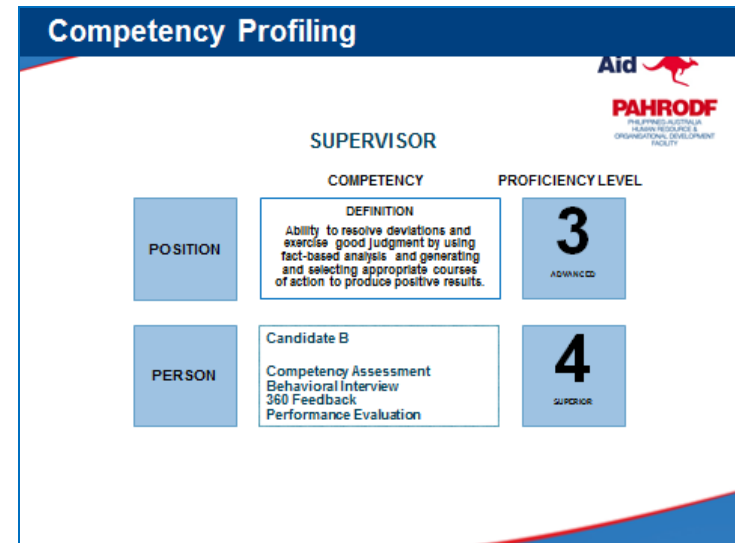 Competency Profiling
Aid
PAHRODF
PHILIPPINES-AUSTRALIA
HUMAN RESOURCE &
ORGANISATIONAL DEVELOPMENT
FACILITY
SUPERVISOR
COMPETENCY
PROFICIENCY LEVEL
POSITION
DEFINITION
Ability to resolve deviations and
exercise good judgment by using
fact-based analysis and generating
and selecting appropriate courses
of action to produce positive results.
3
ADVANCED
PERSON
Candidate B
Competency Assessment
Behavioral Interview
360 Feedback
Performance Evaluation
4
SUPERIOR